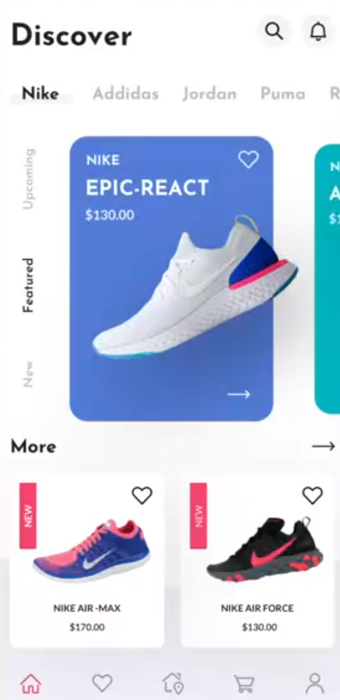 Discover
Nike Addidas Jordan Puma R
Upcoming
Featured
New
NIKE
EPIC-REACT
$130.00
N
A
$1
More
NEW
NEW
NIKE AIR -MAX
$170.00
NIKE AIR FORCE
$130.00